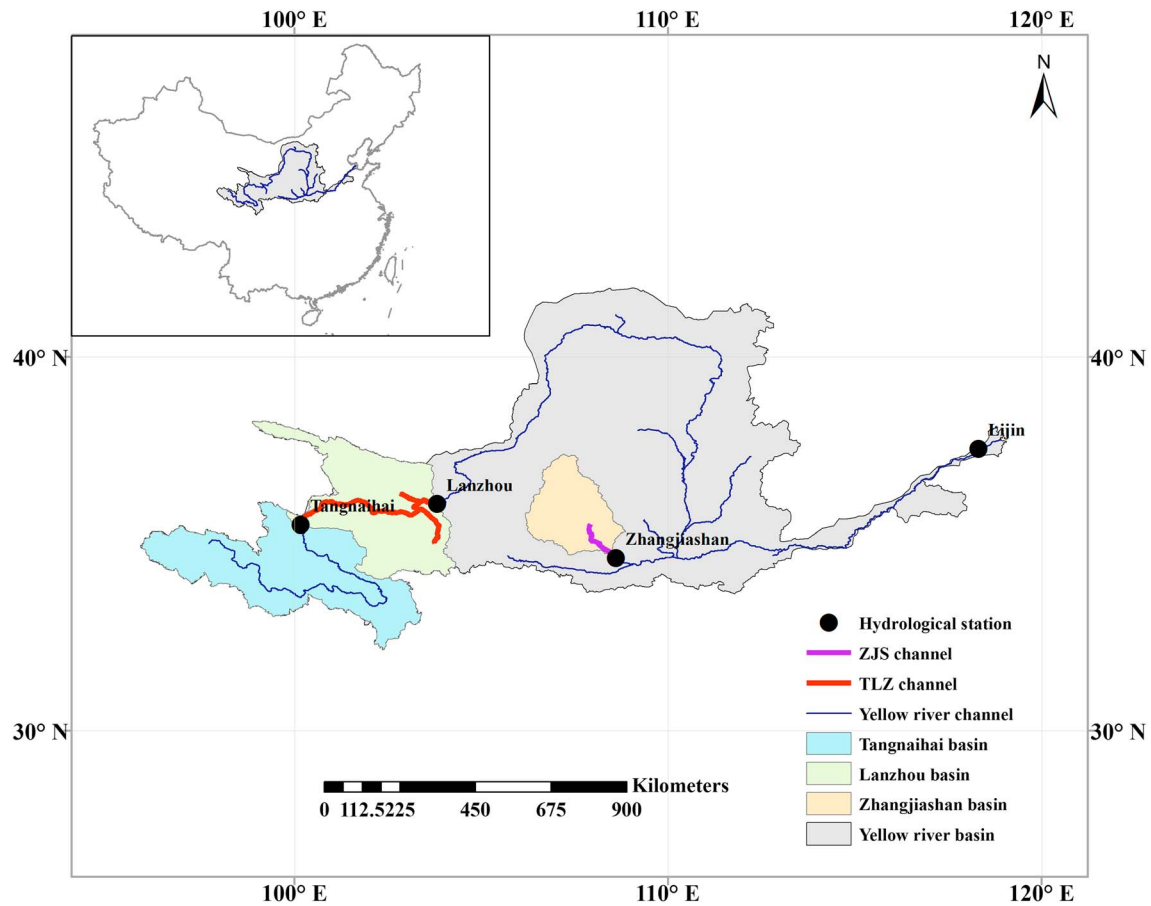 100° E
110° E
120° E
N
40° N
40° N
Lijin
Lanzhou
Tangnaihai
Zhangjiashan
Hydrological station
ZJS channel
TLZ channel
Yellow river channel
30° N
30° N
Tangnaihai basin
Lanzhou basin
Kilometers
0 112.5225 450 675 900
Zhangjiashan basin
Yellow river basin
100° E
110° E
120° E